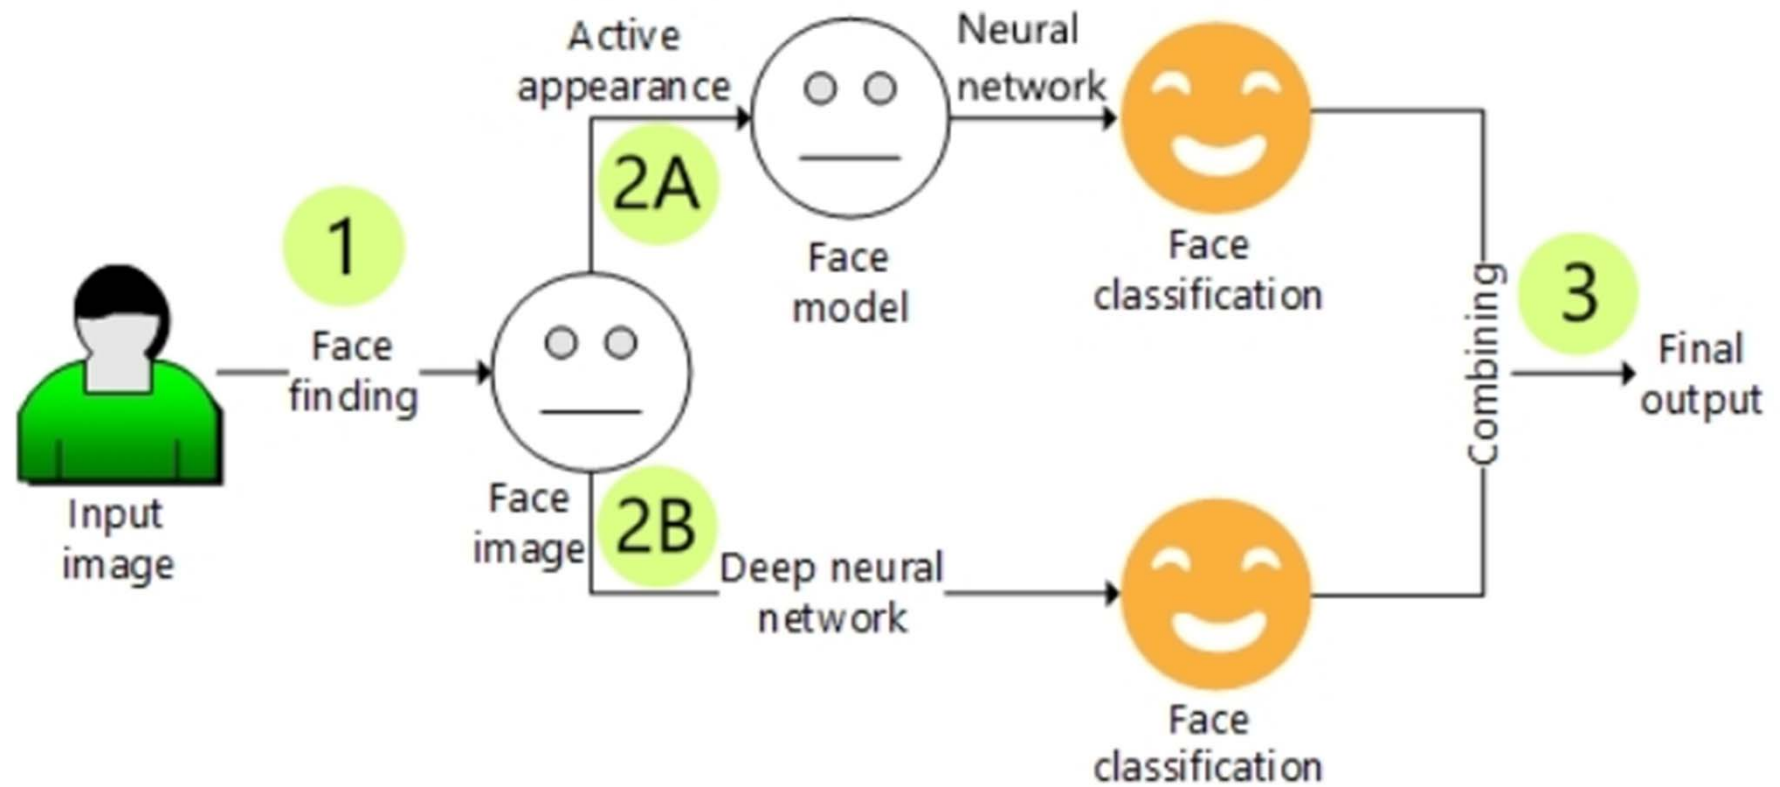 Active
appearance
Neural
network
2A
1
Face
finding
Input
image
Face
model
Face
classification
Combining
3
Final
output
Face
image
2B
Deep neural
network
Face
classification